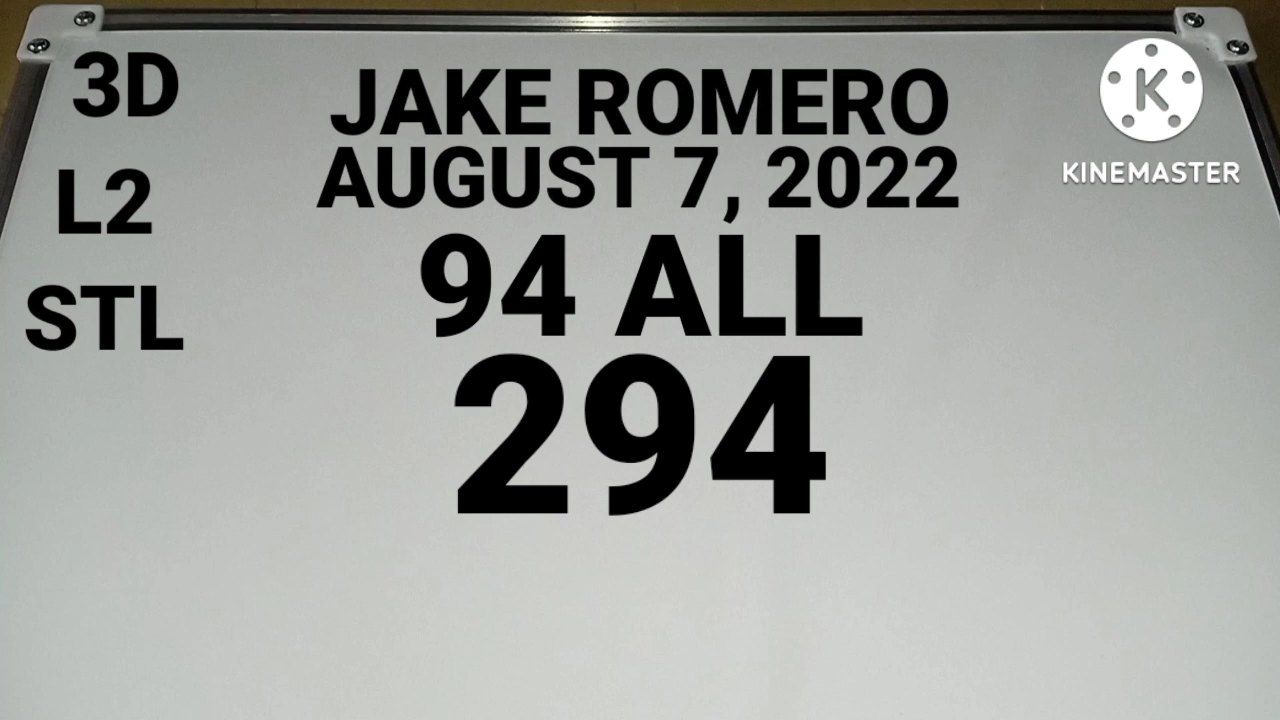 3D
L2
STL
JAKE ROMERO
AUGUST 7, 2022
94 ALL
294
K
KINEMASTER